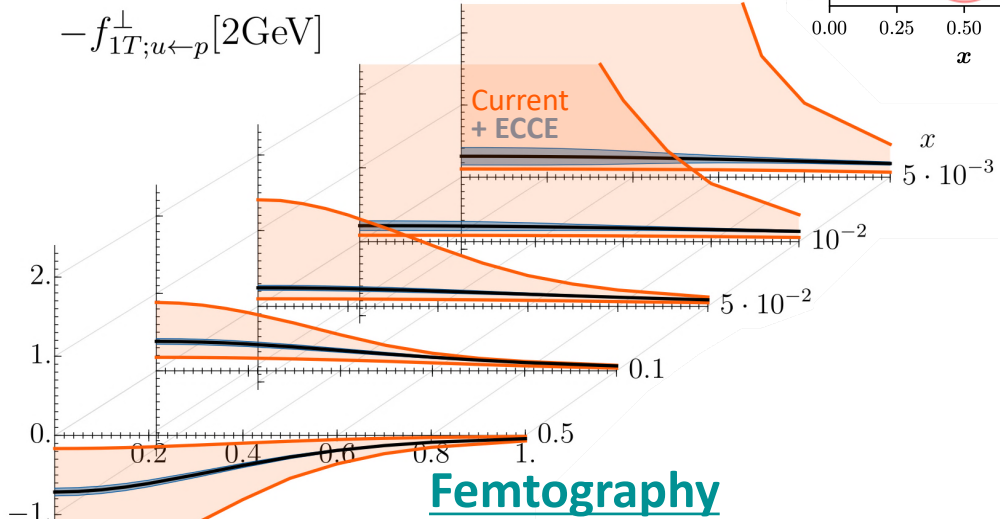 −f⊥1T;u←p[2GeV]
0.00 0.25 0.50
x
Current
+ ECCE
x
5 · 10−3
10−2
5 · 10−2
0.1
0.5
2.
1.
0.
−1
0.2 0.4 0.6 0.8 1.
Femtography